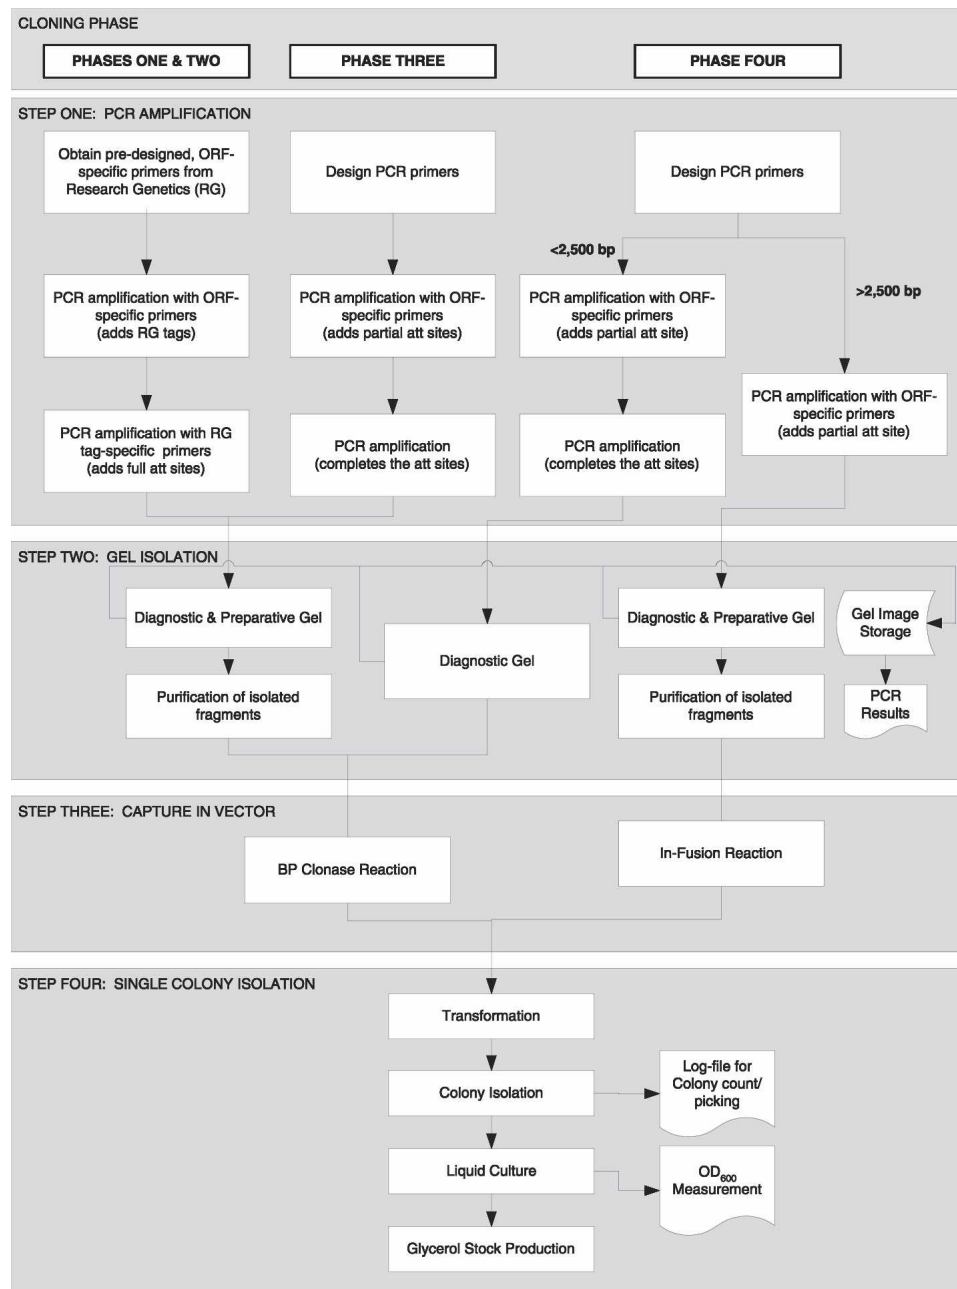 CLONING PHASE
PHASES ONE & TWO
PHASE THREE
PHASE FOUR
STEP ONE: PCR AMPLIFICATION
Obtain pre-designed, ORF-
specific primers from
Research Genetics (RG)
Design PCR primers
Design PCR primers
<2,500 bp
>2,500 bp
PCR amplification with ORF-
specific primers
(adds RG tags)
PCR amplification with ORF-
specific primers
(adds partial att sites)
PCR amplification with ORF-
specific primers
(adds partial att site)
PCR amplification with ORF-
specific primers
(adds partial att site)
PCR amplification with RG
tag-specific primers
(adds full att sites)
PCR amplification
(completes the att sites)
PCR amplification
(completes the att sites)
STEP TWO: GEL ISOLATION
Diagnostic & Preparative Gel
Diagnostic Gel
Diagnostic & Preparative Gel
Gel Image
Storage
Purification of isolated
fragments
Purification of isolated
fragments
PCR
Results
STEP THREE: CAPTURE IN VECTOR
BP Clonase Reaction
In-Fusion Reaction
STEP FOUR: SINGLE COLONY ISOLATION
Transformation
Colony Isolation
Log-file for
Colony count/
picking
Liquid Culture
OD600
Measurement
Glycerol Stock Production